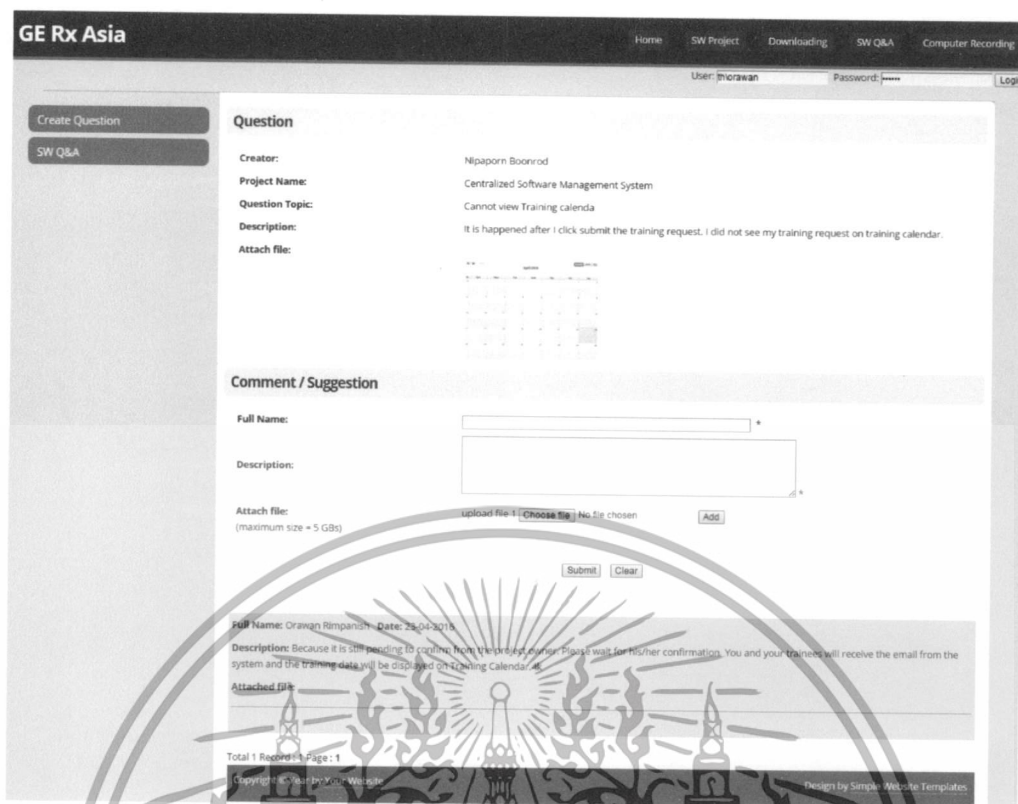 GE Rx Asia
Home SW Project Downloading SW Q&A Computer Recording
User: thiorawan Password: •••••• Logi
Create Question
SW Q&A
Question
Creator: Nipaporn Boonrod
Project Name: Centralized Software Management System
Question Topic: Cannot view Training calenda
Description: It is happened after I click submit the training request. I did not see my training request on training calendar.
Attach file:
Comment / Suggestion
Full Name: *
Description: *
Attach file: upload file 1 Choose file No file chosen Add
(maximum size = 5 GBs)
Submit Clear
Full Name: Orawan Rimpanish Date: 23-04-2016
Description: Because it is still pending to confirm from the project owner. Please wait for his/her confirmation. You and your trainees will receive the email from the
system and the training date will be displayed on Training Calendar.
Attached file:
Total 1 Record : 1 Page : 1
Copyright © Year by Your Website
Design by Simple Website Templates